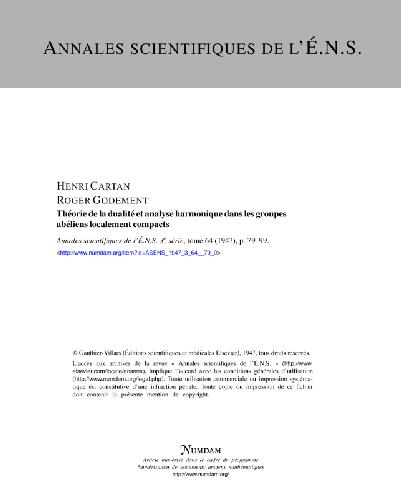 ANNALES SCIENTIFIQUES DE L'É.N.S.
HENRI CARTAN
ROGER GODEMENT
Théorie de la dualité et analyse harmonique dans les groupes
abéliens localement compacts
Annales scientifiques de l'É.N.S. 3e série, tome 64 (1947), p. 79-99.
<http://www.numdam.org/item?id=ASENS_1947_3_64__79_0>
© Gauthier-Villars (Éditions scientifiques et médicales Elsevier), 1947, tous droits réservés.
L'accès aux archives de la revue « Annales scientifiques de l'É.N.S. » (http://www.
elsevier.com/locate/ansens), implique l'accord avec les conditions générales d'utilisation
(http://www.numdam.org/legal.php). Toute utilisation commerciale ou impression systéma-
tique est constitutive d'une infraction pénale. Toute copie ou impression de ce fichier
doit contenir la présente mention de copyright.
NUMDAM
Article numérisé dans le cadre du programme
Numérisation de documents anciens mathématiques
http://www.numdam.org/